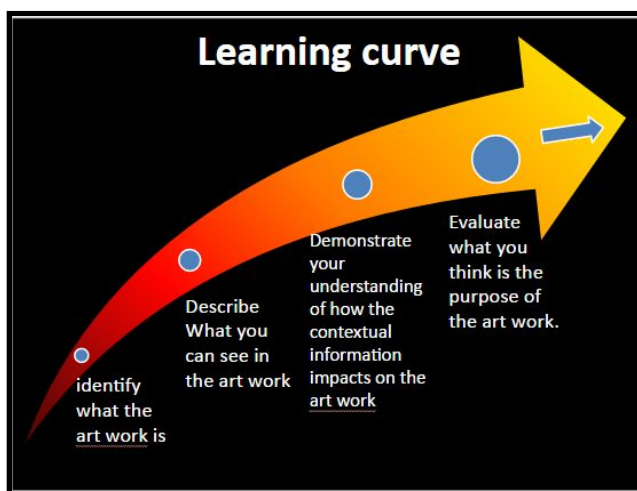 Learning curve
identify
what the
art work is
Describe
What you
can see in
the art work
Demonstrate
your
understanding
of how the
contextual
information
impacts on the
art work
Evaluate
what you
think is the
purpose of
the art work.